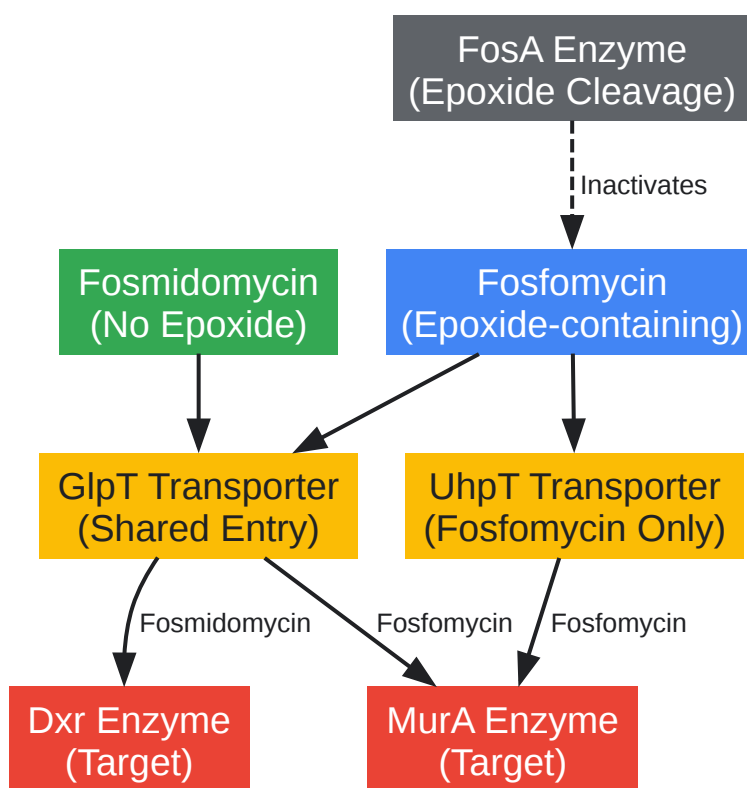 FosA Enzyme
(Epoxide Cleavage)
Inactivates
Fosmidomycin
(No Epoxide)
Fosfomycin
(Epoxide-containing)
GlpT Transporter
(Shared Entry)
UhpT Transporter
(Fosfomycin Only)
Fosmidomycin
Fosfomycin
Fosfomycin
Dxr Enzyme
(Target)
MurA Enzyme
(Target)